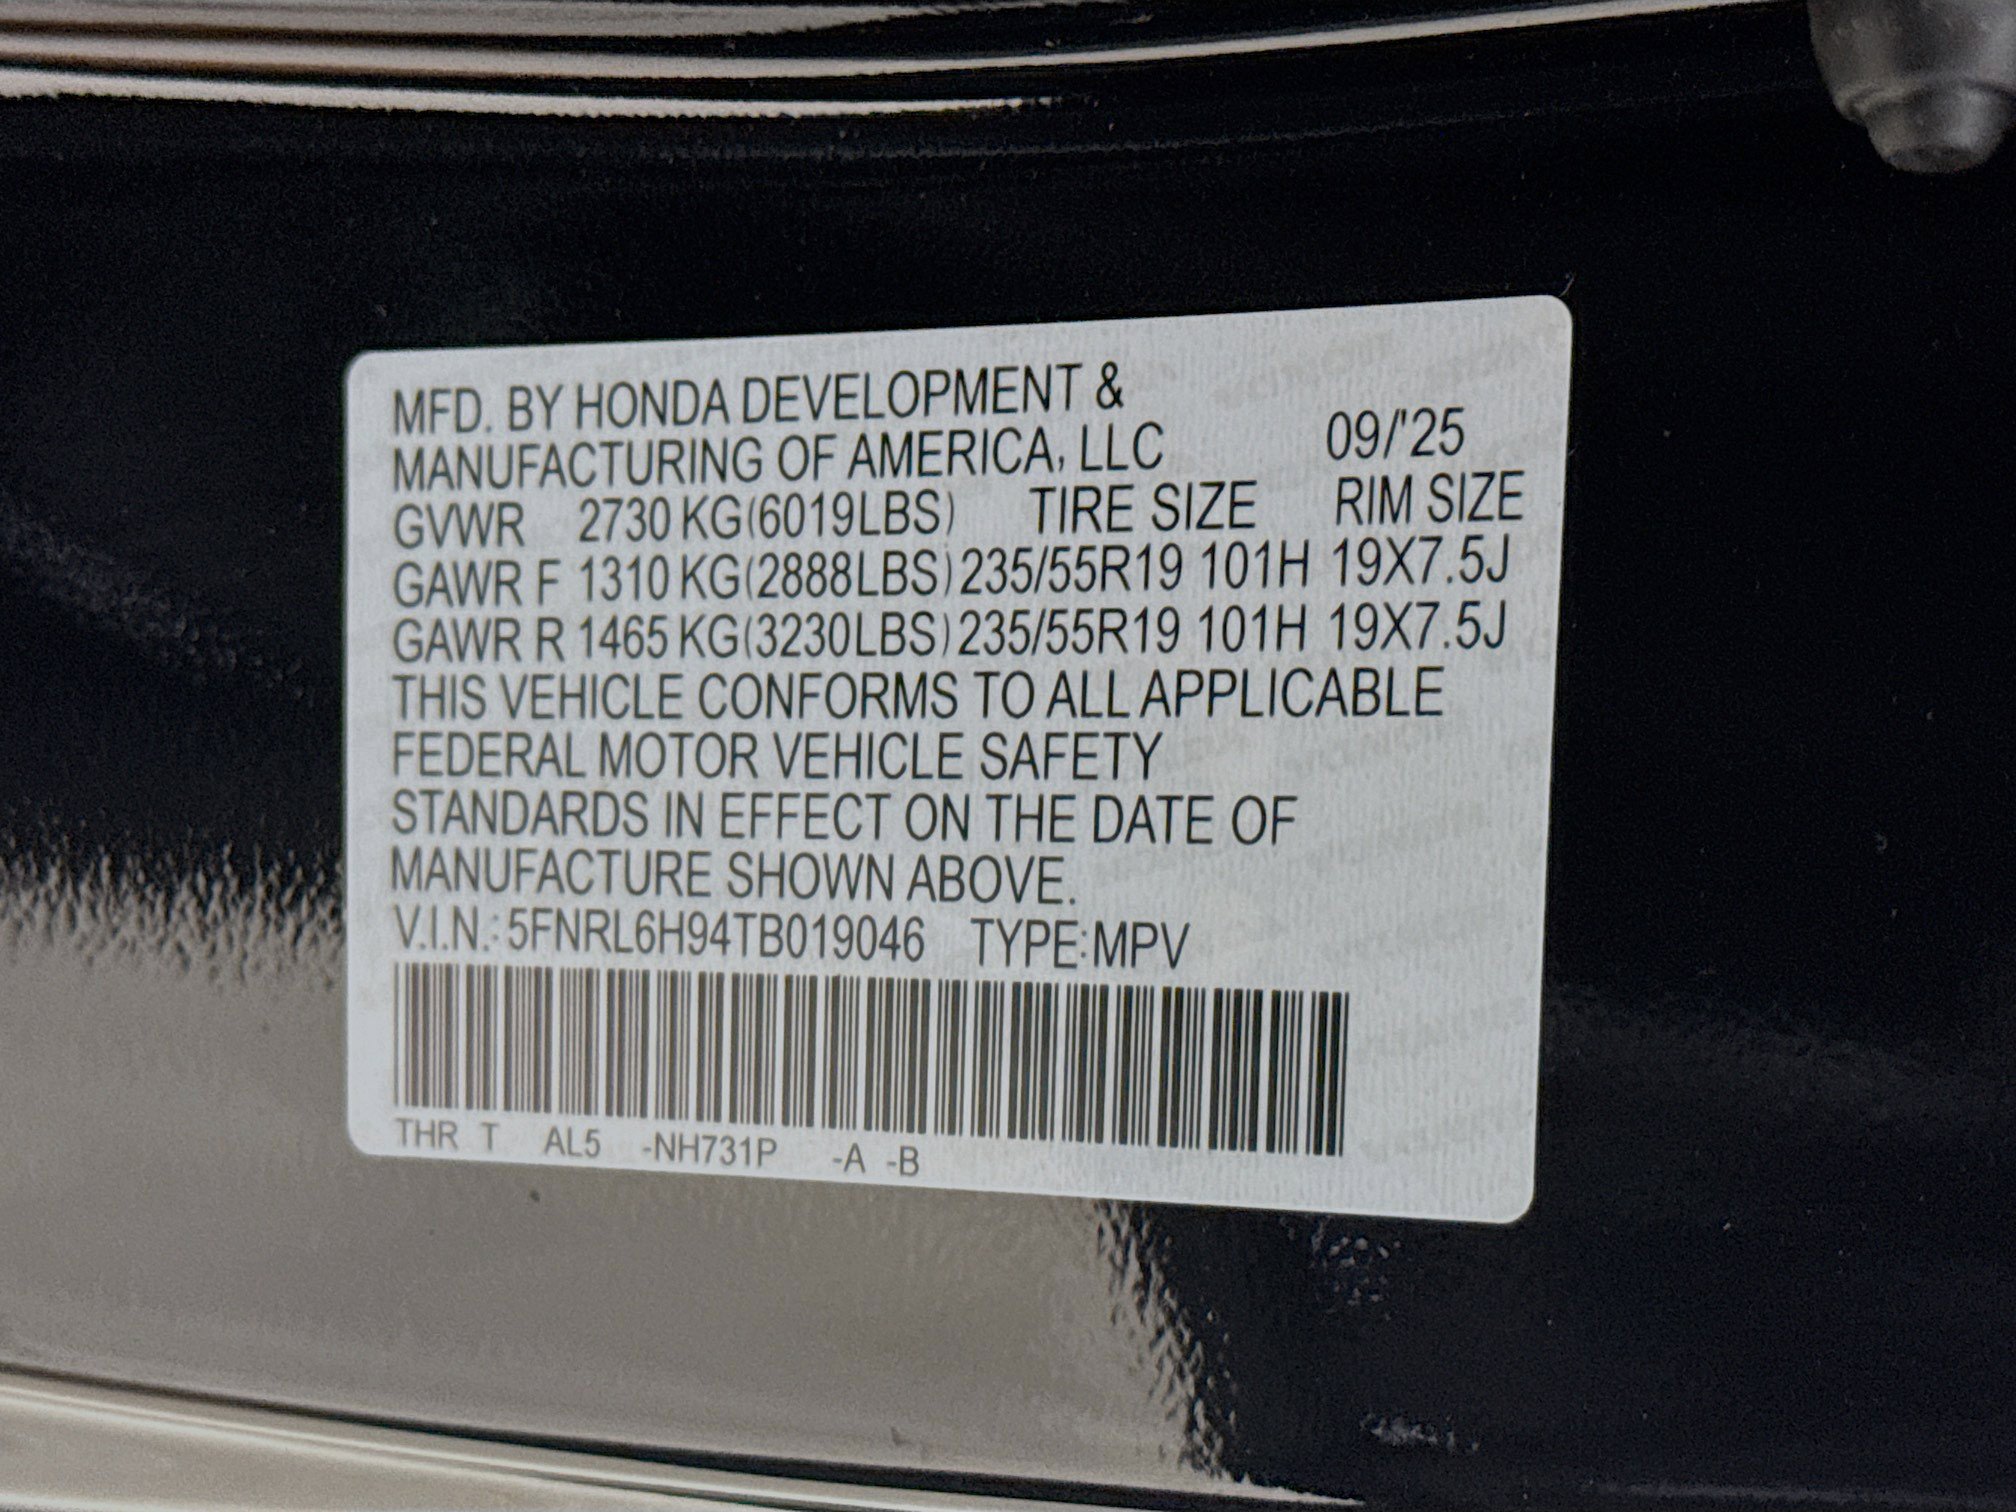 MFD. BY HONDA DEVELOPMENT &
MANUFACTURING OF AMERICA, LLC 09/'25
GVWR 2730 KG(6019LBS) TIRE SIZE RIM SIZE
GAWR F 1310 KG(2888LBS) 235/55R19 101H 19X7.5J
GAWR R 1465 KG(3230LBS) 235/55R19 101H 19X7.5J
THIS VEHICLE CONFORMS TO ALL APPLICABLE
FEDERAL MOTOR VEHICLE SAFETY
STANDARDS IN EFFECT ON THE DATE OF
MANUFACTURE SHOWN ABOVE.
V.I.N.: 5FNRL6H94TB019046 TYPE:MPV
THR T AL5 -NH731P -A -B